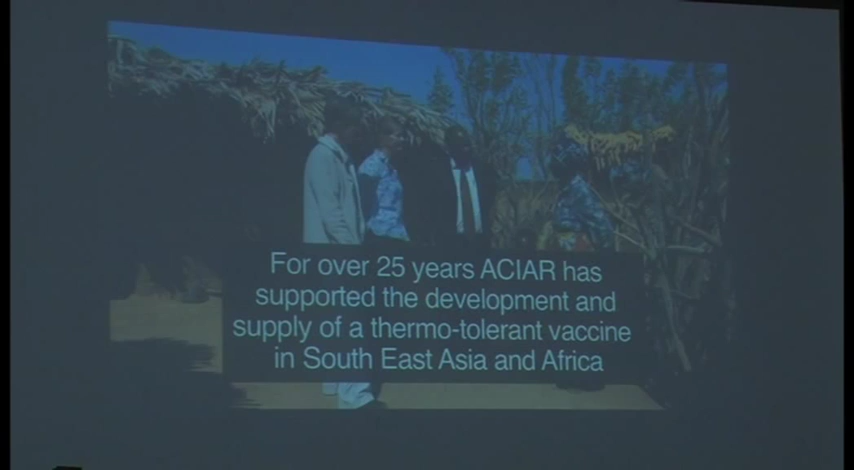 For over 25 years ACIAR has
supported the development and
supply of a thermo-tolerant vaccine
in South East Asia and Africa